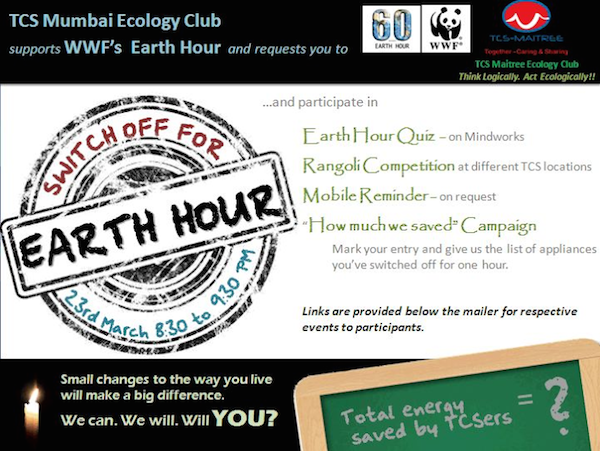 TCS Mumbai Ecology Club
supports WWF's Earth Hour and requests you to
60
EARTH HOUR
WWF
TCS-MAITREE
Together - Caring & Sharing
TCS Maitree Ecology Club
Think Logically. Act Ecologically!!
...and participate in
SWITCH OFF FOR
EARTH HOUR
23rd March 8:30 to 9:30 PM
Earth Hour Quiz – on Mindworks
Rangoli Competition at different TCS locations
Mobile Reminder – on request
"How much we saved" Campaign
Mark your entry and give us the list of appliances
you've switched off for one hour.
Links are provided below the mailer for respective
events to participants.
Small changes to the way you live
will make a big difference.
We can. We will. Will YOU?
Total energy
saved by TCSers = ?